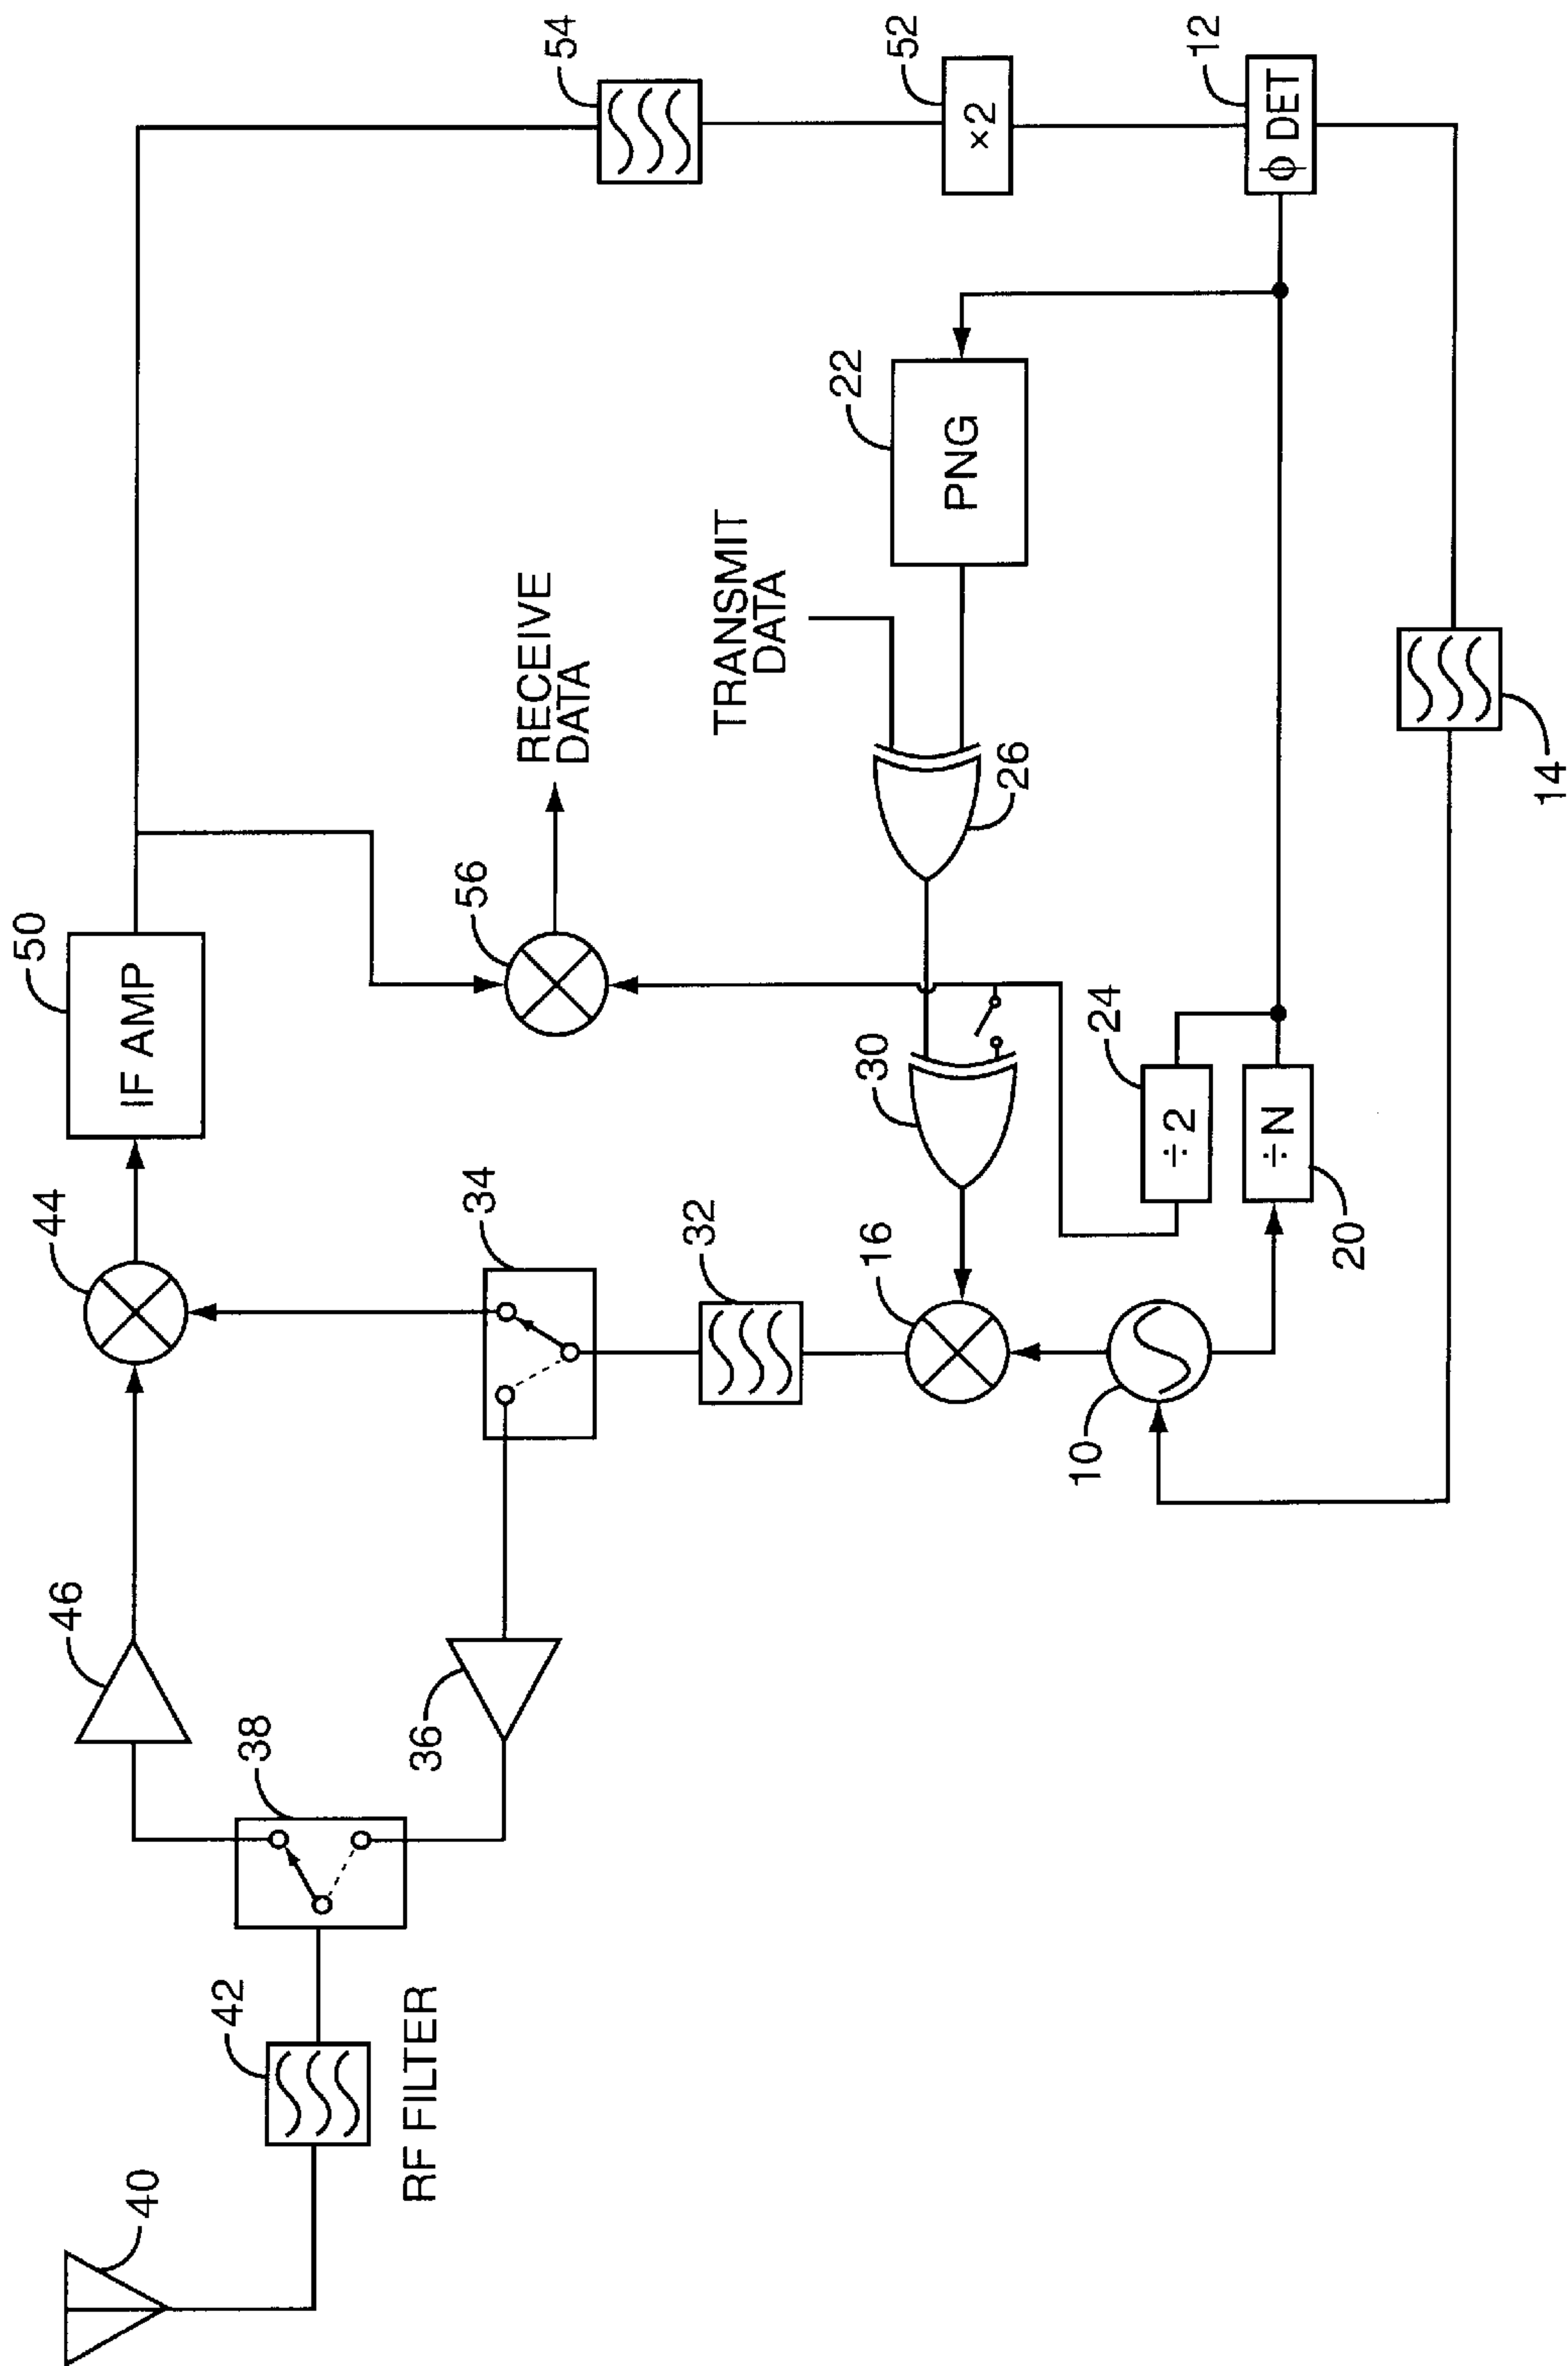 40
42
RF FILTER
38
46
36
44
34
32
16
10
50
IF AMP
30
24
÷2
÷N
20
56
RECEIVE
DATA
26
TRANSMIT
DATA
22
PNG
14
54
52
×2
12
ϕ DET